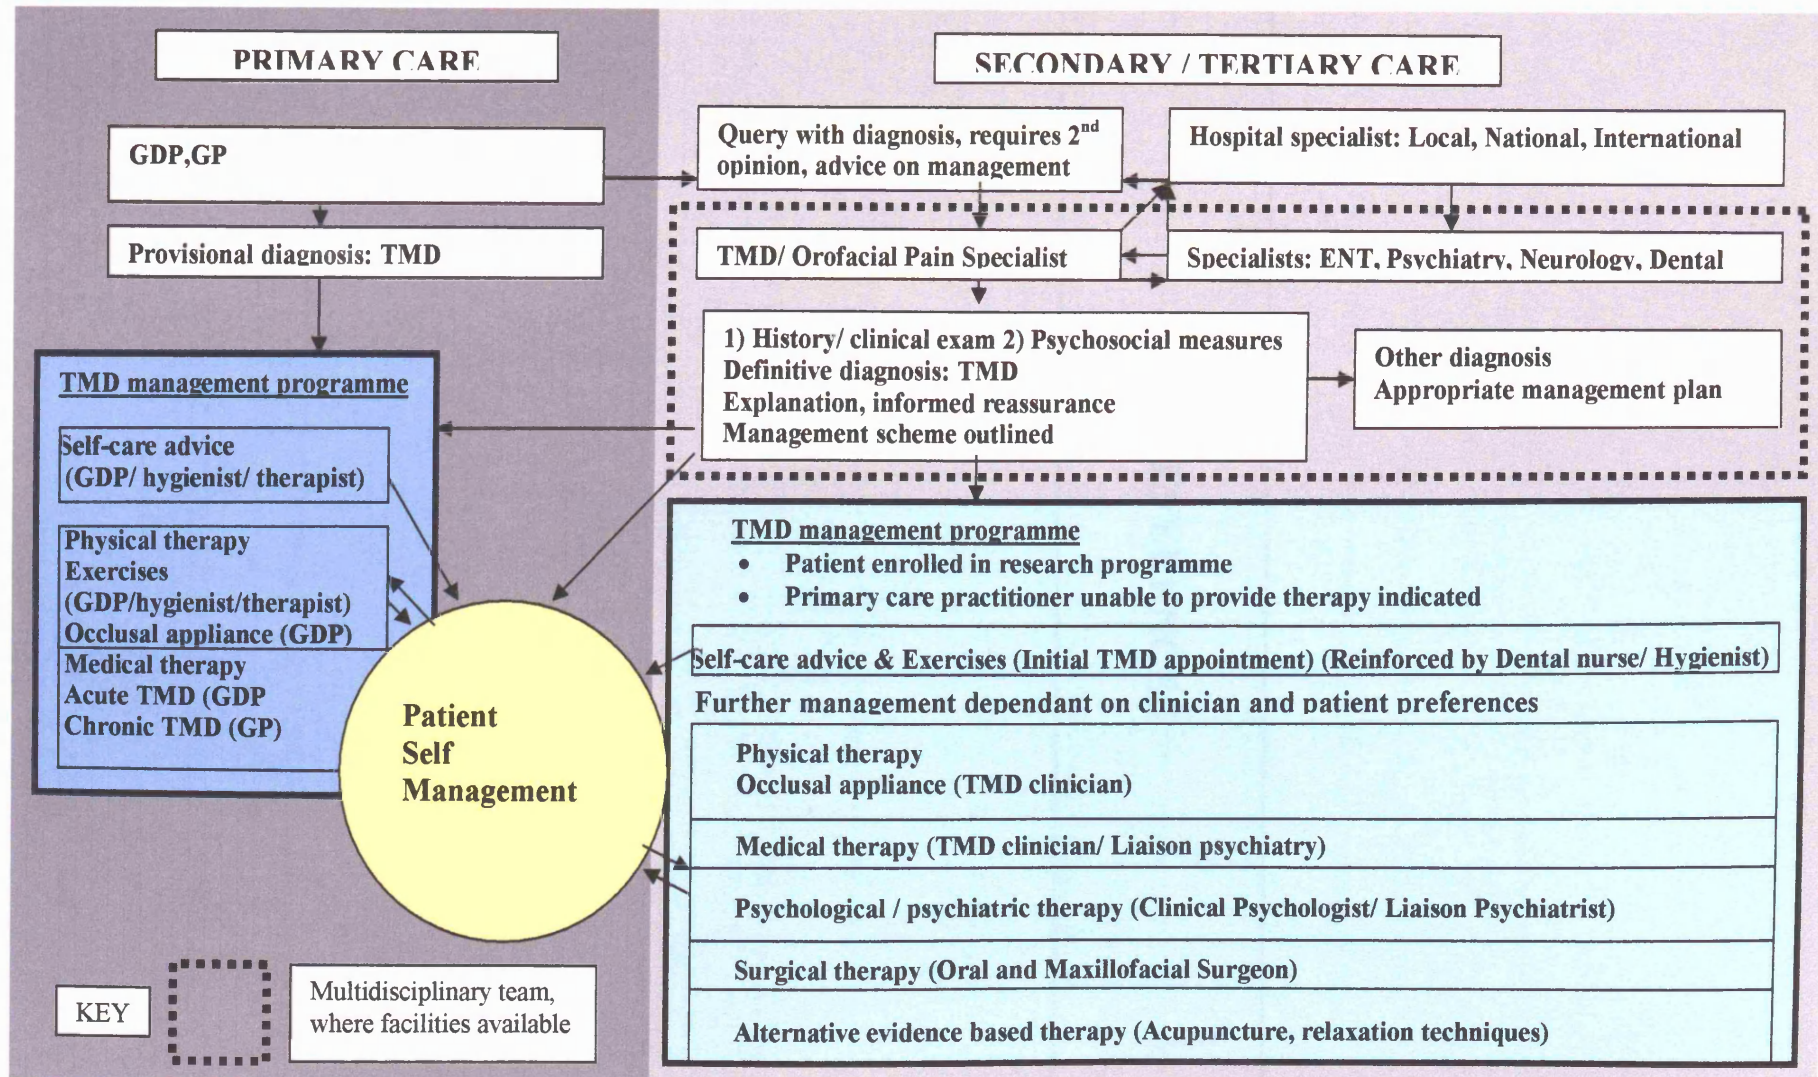 PRIMARY CARE
GDP,GP
Provisional diagnosis: TMD
TMD management programme
Self-care advice
(GDP/ hygienist/ therapist)
Physical therapy
Exercises
(GDP/hygienist/therapist)
Occlusal appliance (GDP)
Medical therapy
Acute TMD (GDP
Chronic TMD (GP)
Patient
Self
Management
KEY
Multidisciplinary team,
where facilities available
SECONDARY / TERTIARY CARE
Query with diagnosis, requires 2nd
opinion, advice on management
Hospital specialist: Local, National, International
TMD/ Orofacial Pain Specialist
Specialists: ENT, Psychiatry, Neurology, Dental
1) History/ clinical exam 2) Psychosocial measures
Definitive diagnosis: TMD
Explanation, informed reassurance
Management scheme outlined
Other diagnosis
Appropriate management plan
TMD management programme
• Patient enrolled in research programme
• Primary care practitioner unable to provide therapy indicated
Self-care advice & Exercises (Initial TMD appointment) (Reinforced by Dental nurse/ Hygienist)
Further management dependant on clinician and patient preferences
Physical therapy
Occlusal appliance (TMD clinician)
Medical therapy (TMD clinician/ Liaison psychiatry)
Psychological / psychiatric therapy (Clinical Psychologist/ Liaison Psychiatrist)
Surgical therapy (Oral and Maxillofacial Surgeon)
Alternative evidence based therapy (Acupuncture, relaxation techniques)